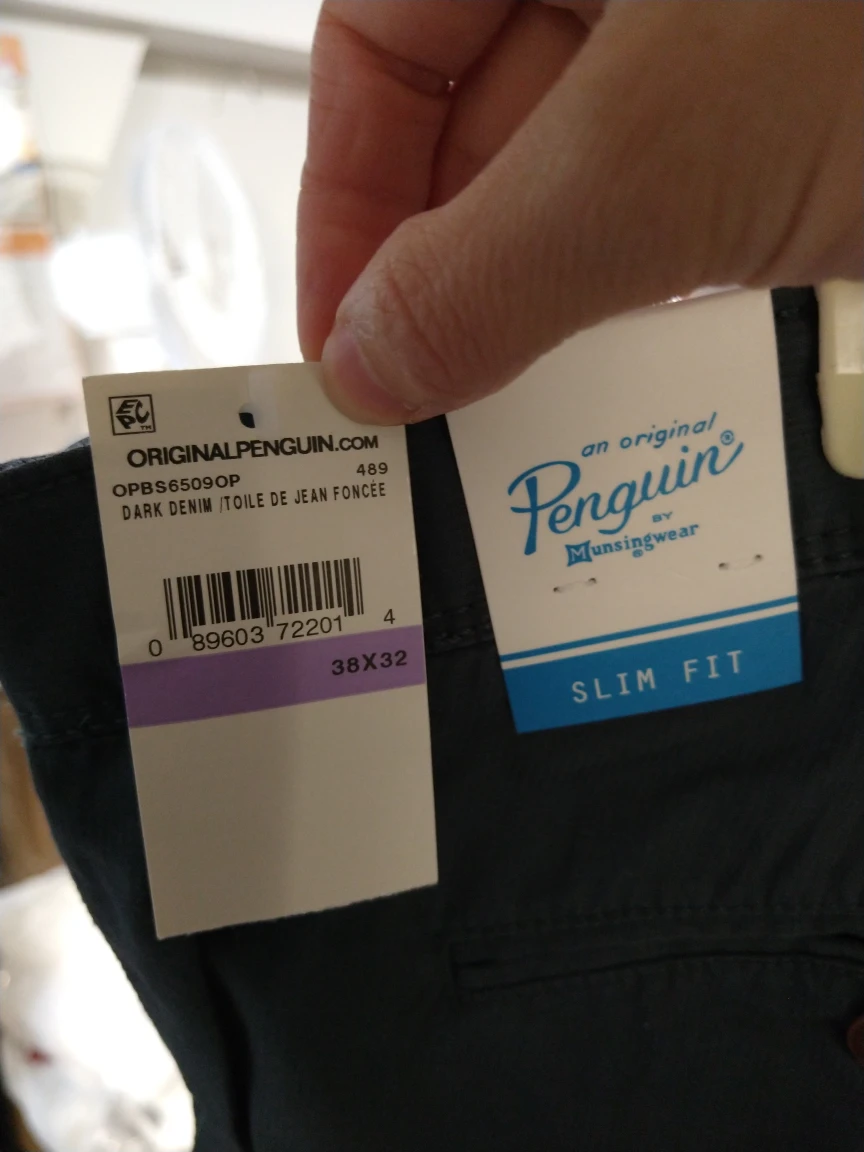 EPC™
ORIGINALPENGUIN.COM
OPBS6509OP 489
DARK DENIM /TOILE DE JEAN FONCÉE
0 89603 72201 4
38X32
an original
Penguin®
BY
Munsingwear®
SLIM FIT